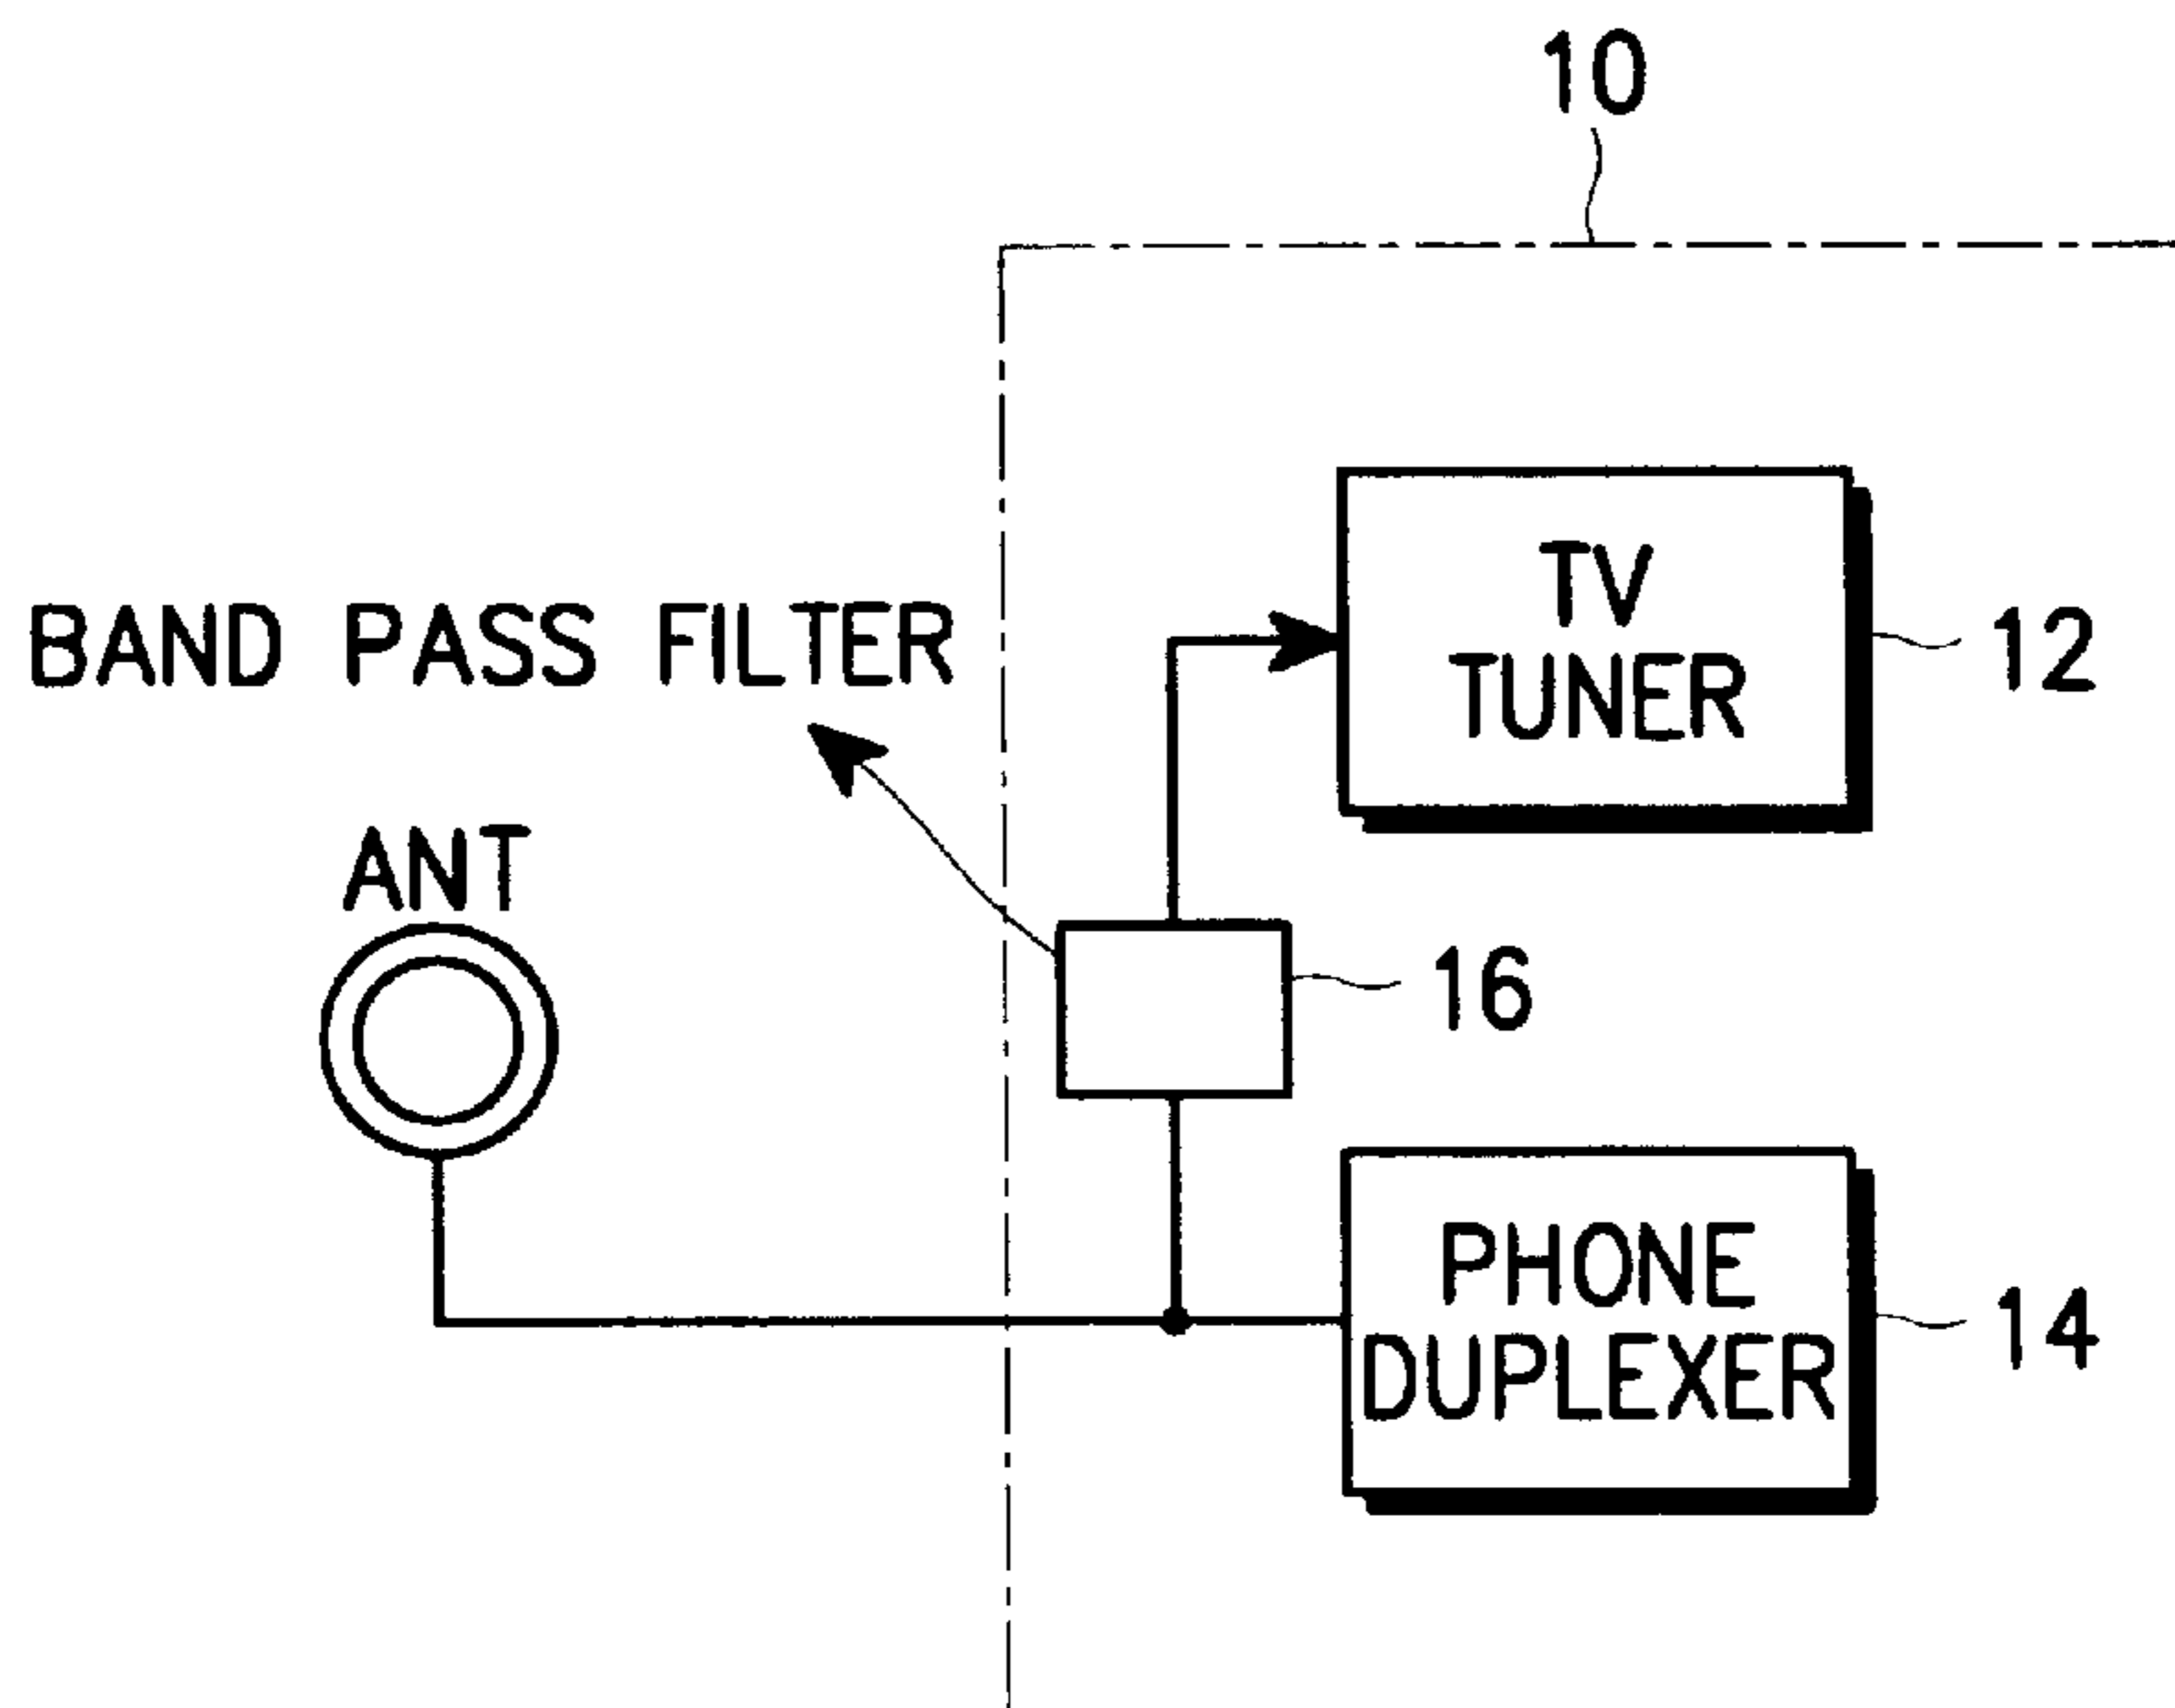 10
TV
TUNER
12
BAND PASS FILTER
ANT
16
PHONE
DUPLEXER
14